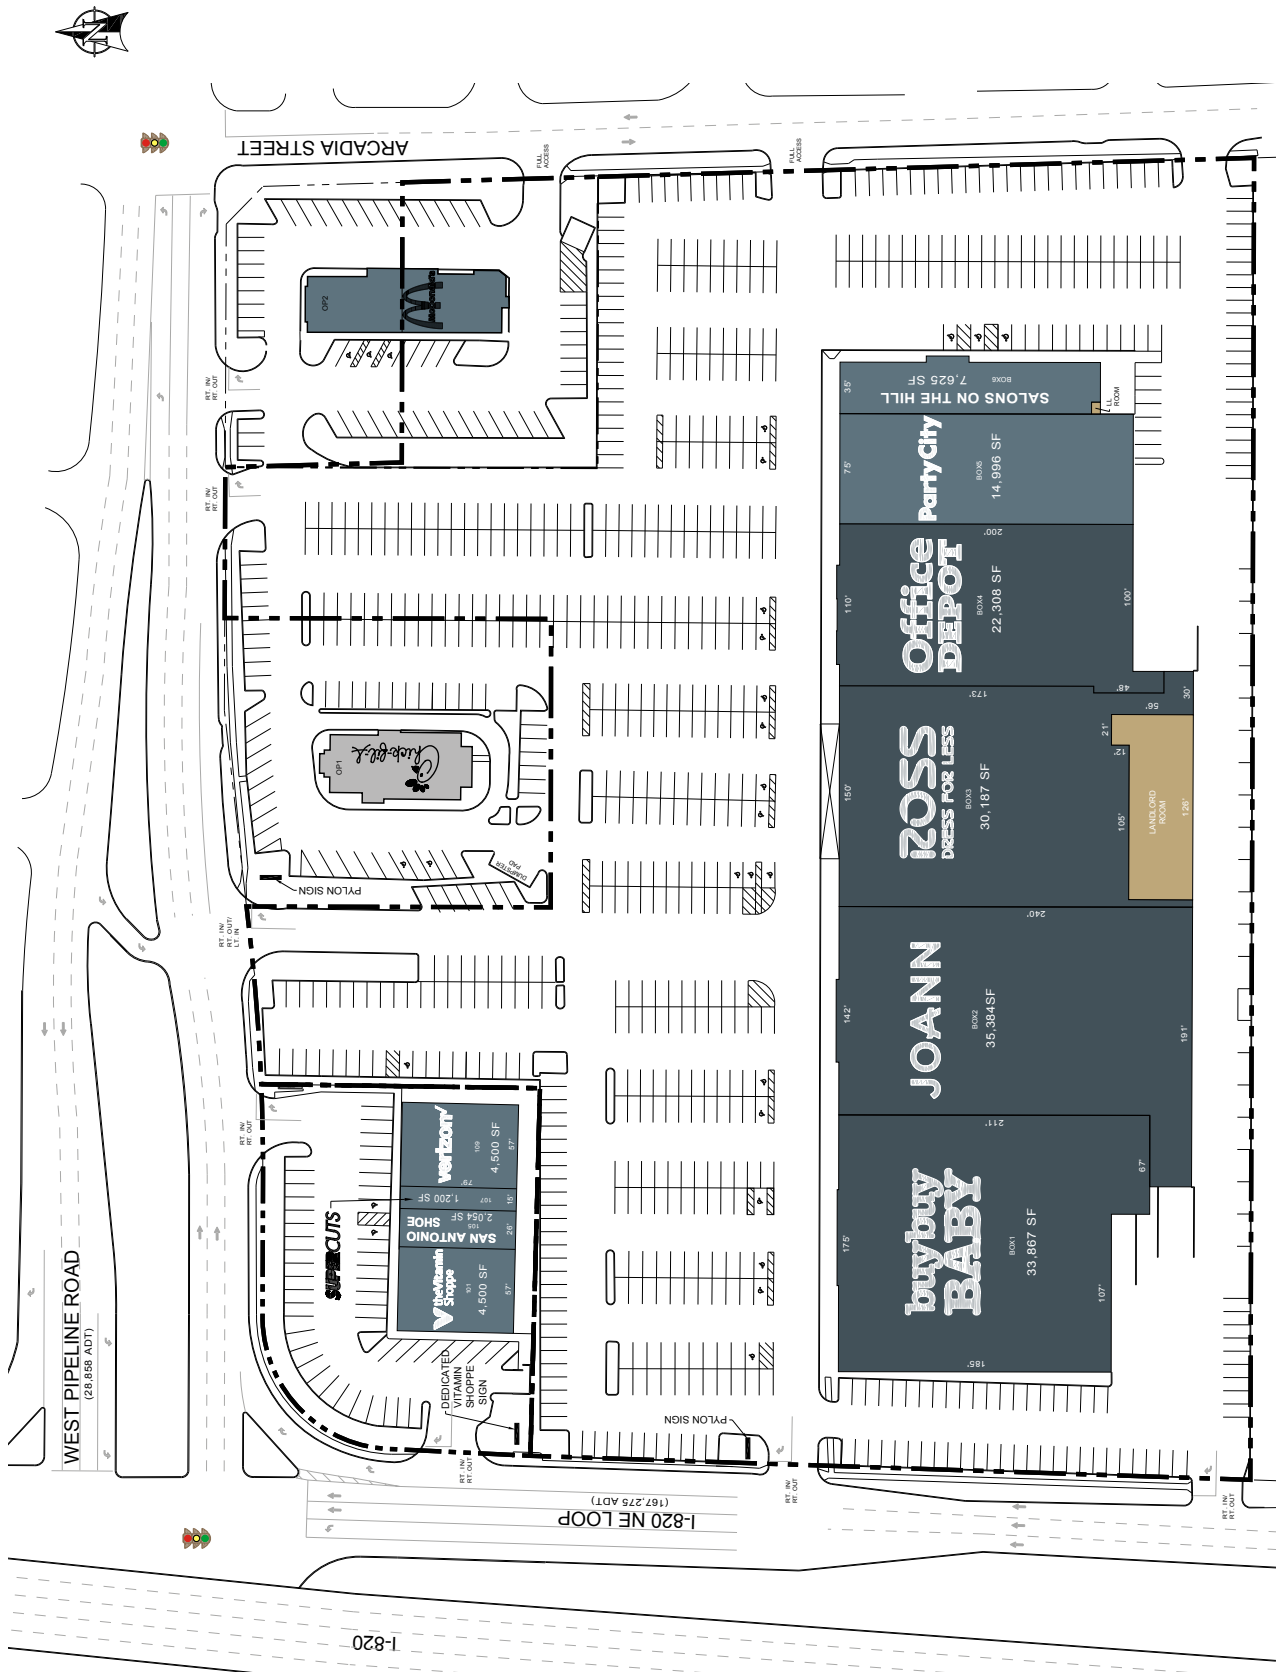 N
ARCADIA STREET
FULL
ACCESS
FULL
ACCESS
OP2
McDonald's
RT. IN/
RT. OUT
RT. IN/
RT. OUT
35'
SALONS ON THE HILL
7,625 SF
BOX6
LL
ROOM
75'
PartyCity
BOX5
14,996 SF
200'
110'
Office
DEPOT
BOX4
22,308 SF
100'
173'
48'
30'
56'
21'
12'
150'
ROSS
DRESS FOR LESS
BOX3
30,187 SF
105'
LANDLORD
ROOM
126'
OP1
Chick-fil-A
DUMPSTER
PAD
PYLON SIGN
RT. IN/
RT. OUT/
LT. IN
240'
142'
JOANN
BOX2
35,384SF
191'
211'
67'
RT. IN/
RT. OUT
verizon
109
4,500 SF
57'
79'
1,200 SF
107
15'
SUPERCUTS
SAN ANTONIO
SHOE
2,054 SF
105
26'
theVitamin
Shoppe
101
4,500 SF
57'
175'
buybuy
BABY
BOX1
33,867 SF
107'
185'
WEST PIPELINE ROAD
(28,858 ADT)
DEDICATED
VITAMIN
SHOPPE
SIGN
PYLON SIGN
RT. IN/
RT. OUT
RT. IN/
RT. OUT
RT. IN/
RT. OUT
I-820 NE LOOP
(167,275 ADT)
I-820